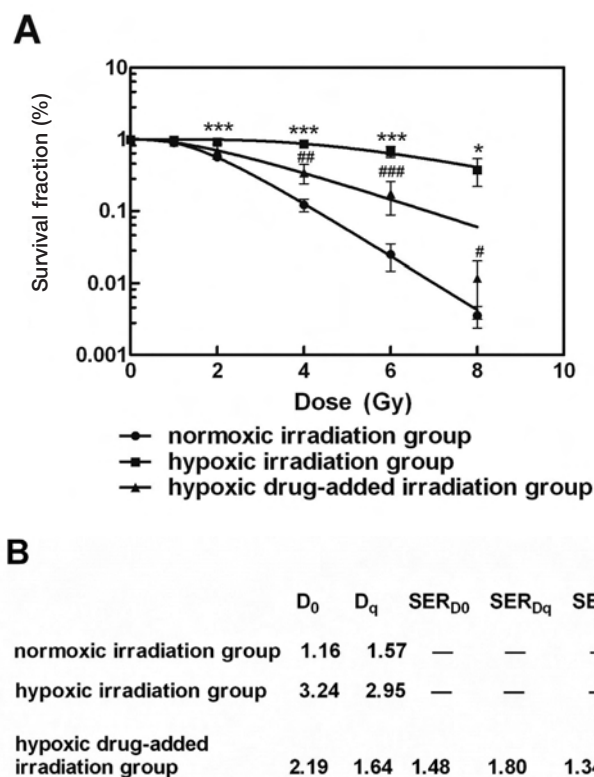 A
Survival fraction (%)
10
1
0.1
0.01
0.001
***
***
***
*
##
###
#
0
2
4
6
8
10
Dose (Gy)
normoxic irradiation group
hypoxic irradiation group
hypoxic drug-added irradiation group
B
D0 Dq SERD0 SERDq SE
normoxic irradiation group 1.16 1.57 — — –
hypoxic irradiation group 3.24 2.95 — — –
hypoxic drug-added
irradiation group 2.19 1.64 1.48 1.80 1.34